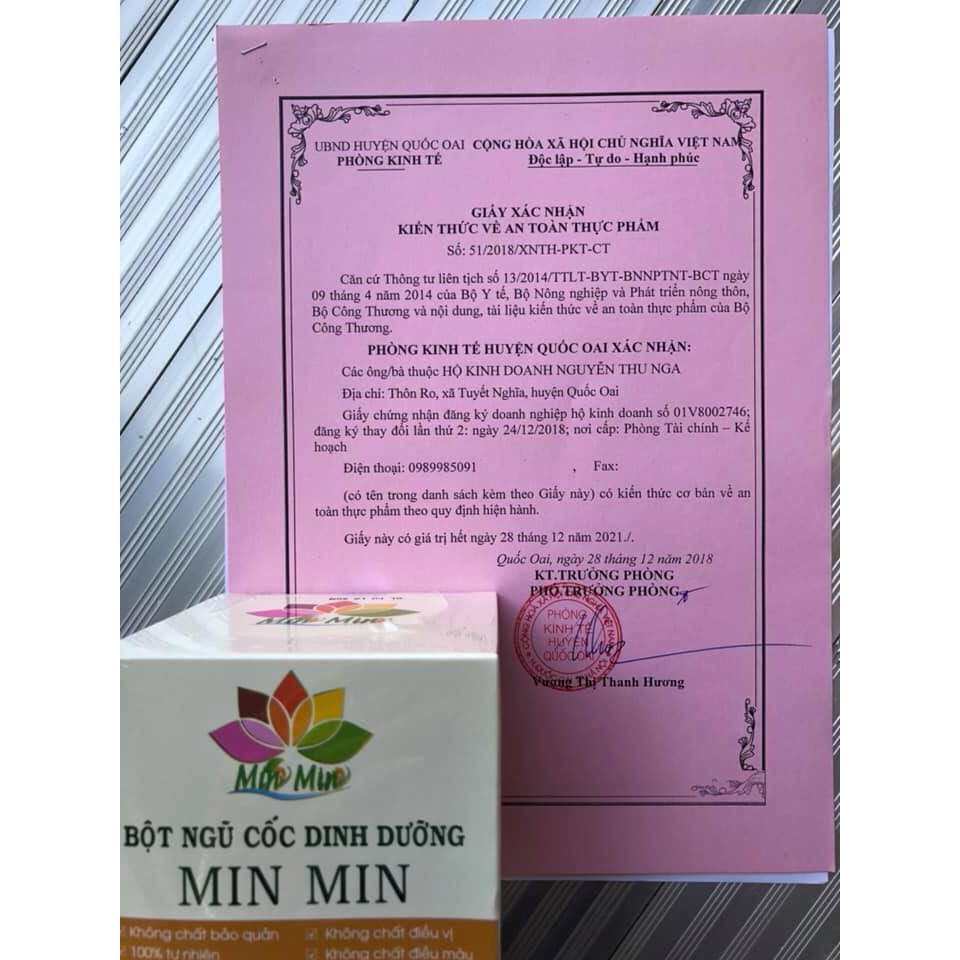 UBND HUYỆN QUỐC OAI CỘNG HÒA XÃ HỘI CHỦ NGHĨA VIỆT NAM
PHÒNG KINH TẾ Độc lập - Tự do - Hạnh phúc
GIẤY XÁC NHẬN
KIẾN THỨC VỀ AN TOÀN THỰC PHẨM
Số: 51/2018/XNTH-PKT-CT
Căn cứ Thông tư liên tịch số 13/2014/TTLT-BYT-BNNPTNT-BCT ngày
09 tháng 4 năm 2014 của Bộ Y tế, Bộ Nông nghiệp và Phát triển nông thôn,
Bộ Công Thương và nội dung, tài liệu kiến thức về an toàn thực phẩm của Bộ
Công Thương.
PHÒNG KINH TẾ HUYỆN QUỐC OAI XÁC NHẬN:
Các ông/bà thuộc HỘ KINH DOANH NGUYỄN THU NGA
Địa chỉ: Thôn Ro, xã Tuyết Nghĩa, huyện Quốc Oai
Giấy chứng nhận đăng ký doanh nghiệp hộ kinh doanh số 01V8002746;
đăng ký thay đổi lần thứ 2: ngày 24/12/2018; nơi cấp: Phòng Tài chính – Kế
hoạch
Điện thoại: 0989985091 , Fax:
(có tên trong danh sách kèm theo Giấy này) có kiến thức cơ bản về an
toàn thực phẩm theo quy định hiện hành.
Giấy này có giá trị hết ngày 28 tháng 12 năm 2021./.
Quốc Oai, ngày 28 tháng 12 năm 2018
KT.TRƯỞNG PHÒNG
PHÓ TRƯỞNG PHÒNG
PHÒNG
KINH TẾ
HUYỆN
QUỐC OAI
Vương Thị Thanh Hương
Min Min
Min Min
BỘT NGŨ CỐC DINH DƯỠNG
MIN MIN
Không chất bảo quản
Không chất điều vị
100% tự nhiên
Không chất điều màu